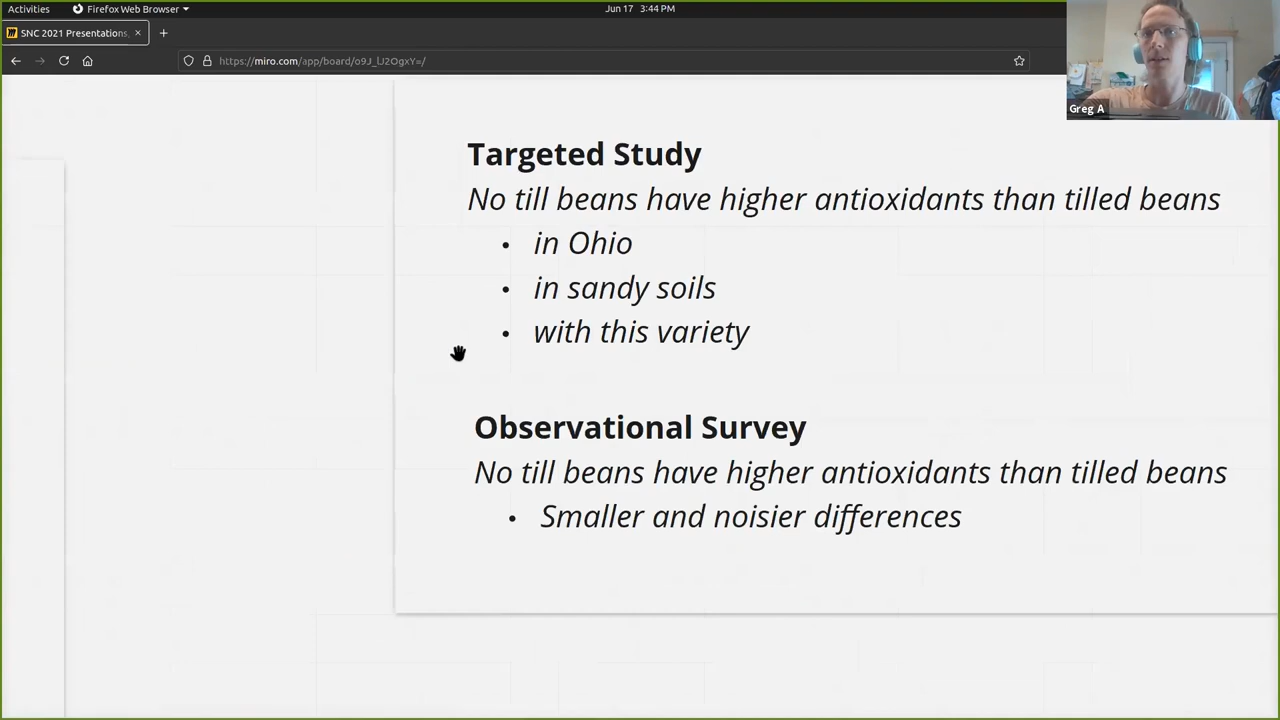 Activities
Firefox Web Browser
Jun 17 3:44 PM
SNC 2021 Presentations,
https://miro.com/app/board/o9J_lJ2OgxY=/
Greg A
Targeted Study
No till beans have higher antioxidants than tilled beans
• in Ohio
• in sandy soils
• with this variety
Observational Survey
No till beans have higher antioxidants than tilled beans
• Smaller and noisier differences